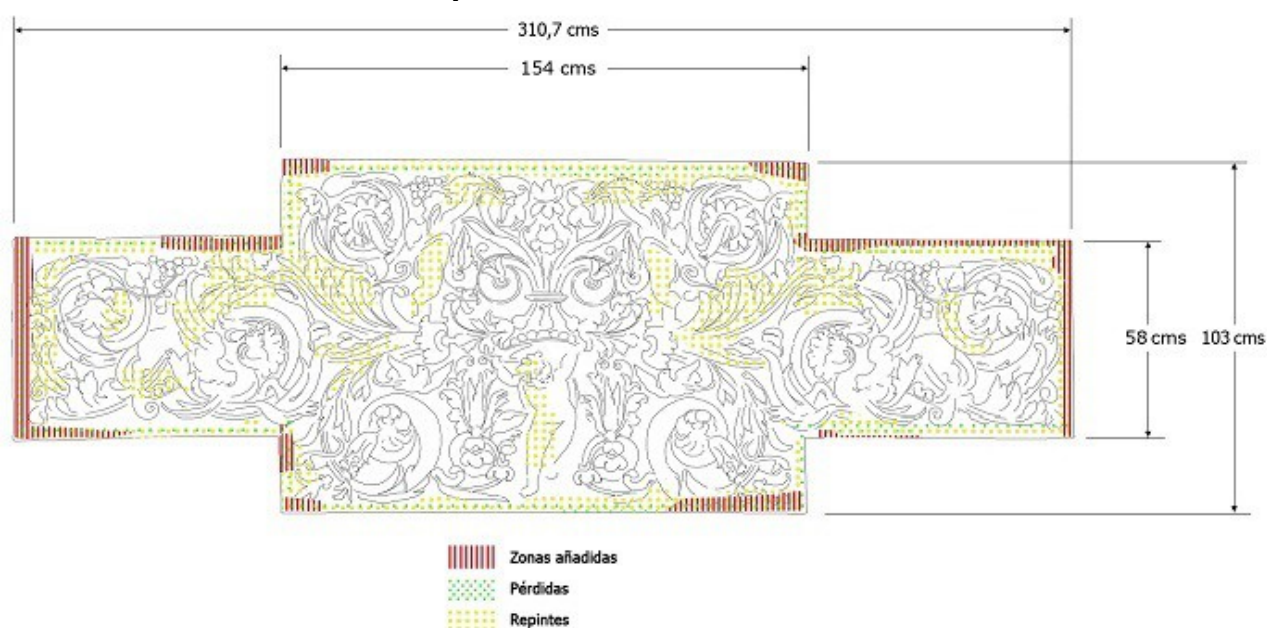 310,7 cms
154 cms
58 cms 103 cms
Zonas añadidas
Pérdidas
Repintes